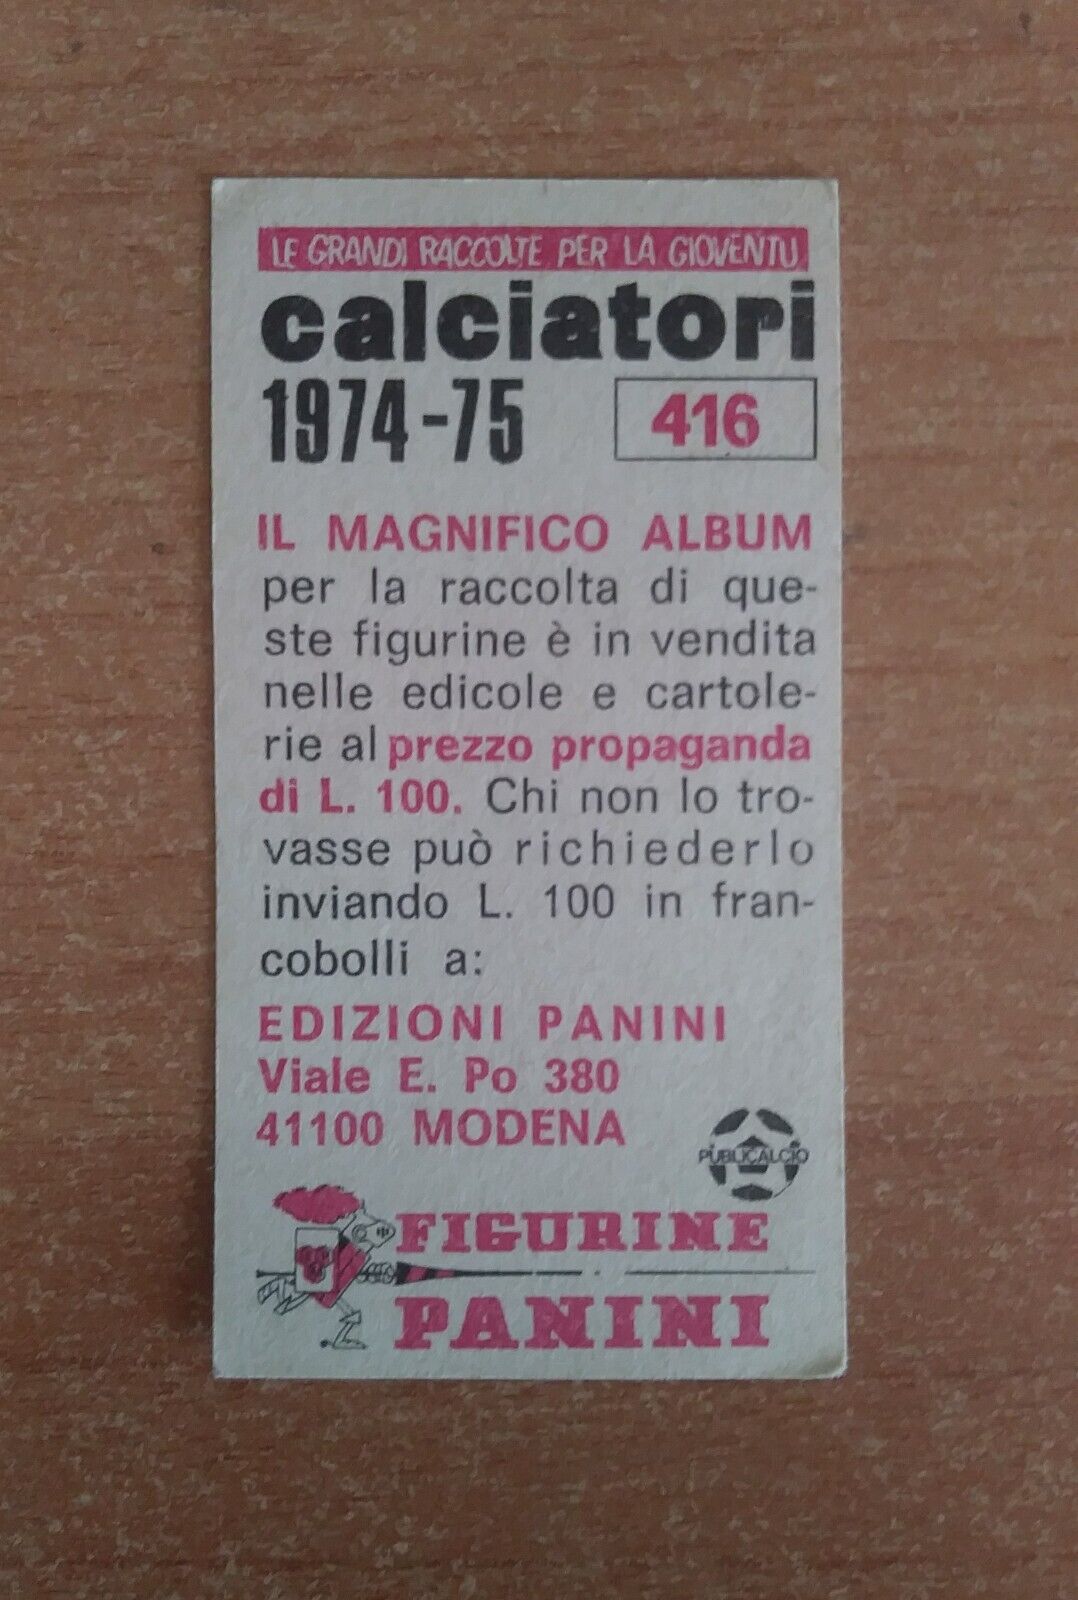 LE GRANDI RACCOLTE PER LA GIOVENTU
calciatori
1974-75 416
IL MAGNIFICO ALBUM
per la raccolta di que-
ste figurine è in vendita
nelle edicole e cartole-
rie al prezzo propaganda
di L. 100. Chi non lo tro-
vasse può richiederlo
inviando L. 100 in fran-
cobolli a:
EDIZIONI PANINI
Viale E. Po 380
41100 MODENA
PUBLICALCIO
FIGURINE
PANINI